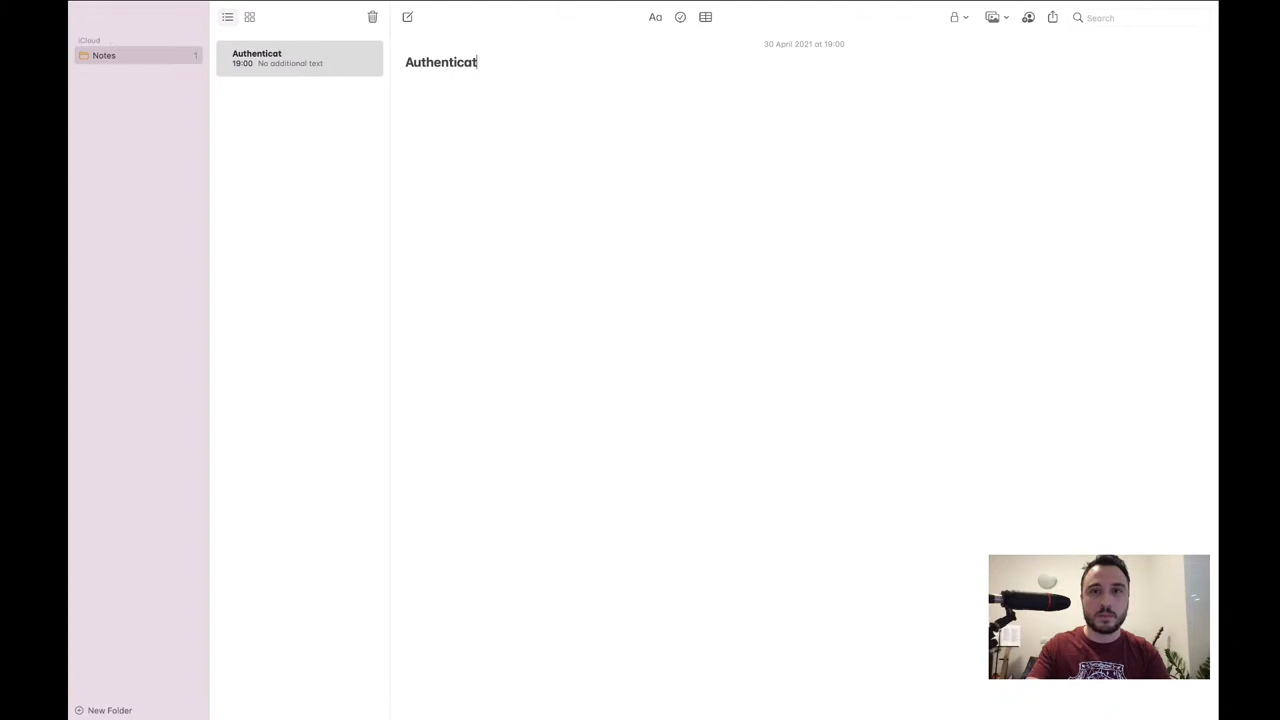 iCloud
Notes 1
New Folder
Authenticat
19:00 No additional text
Aa
Search
30 April 2021 at 19:00
Authenticat